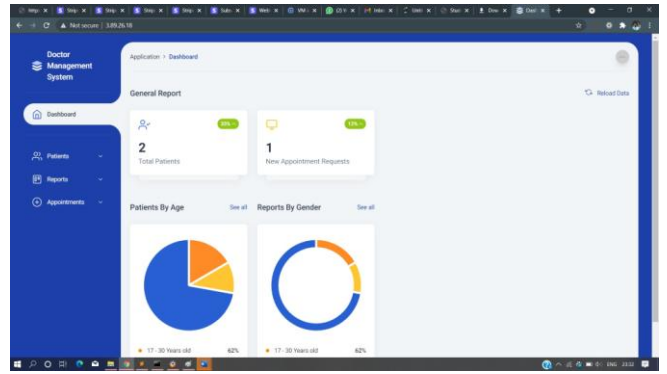 Not secure | 3.89.26.18
Doctor
Management
System
Application > Dashboard
General Report
Reload Data
Dashboard
Patients
Reports
Appointments
2
Total Patients
1
New Appointment Requests
Patients By Age
See all
Reports By Gender
See all
17 - 30 Years old
62%
17 - 30 Years old
62%
ENG